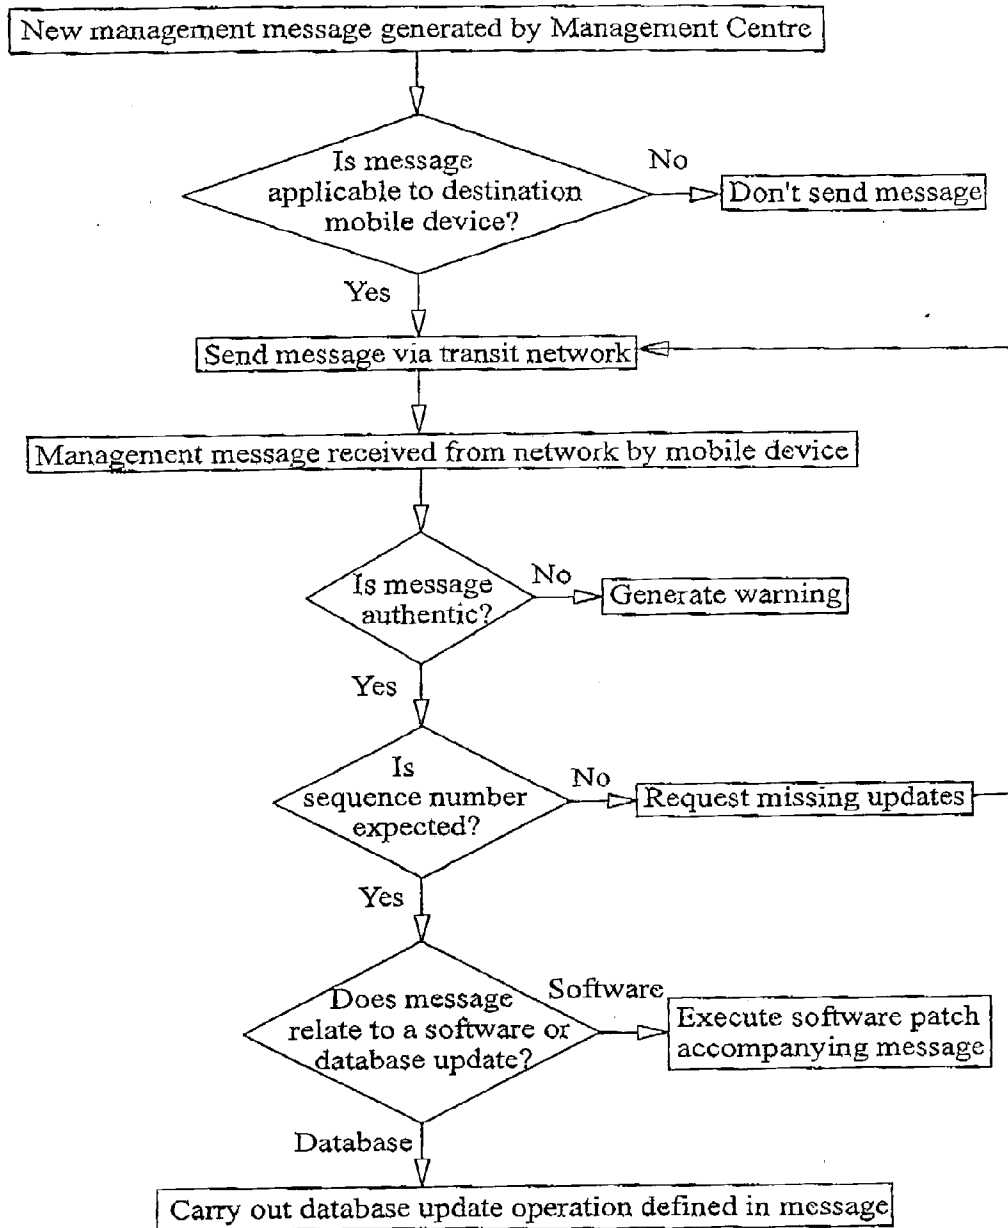 New management message generated by Management Centre
Is message
applicable to destination
mobile device?
No
Don't send message
Yes
Send message via transit network
Management message received from network by mobile device
Is message
authentic?
No
Generate warning
Yes
Is
sequence number
expected?
No
Request missing updates
Yes
Does message
relate to a software or
database update?
Software
Execute software patch
accompanying message
Database
Carry out database update operation defined in message